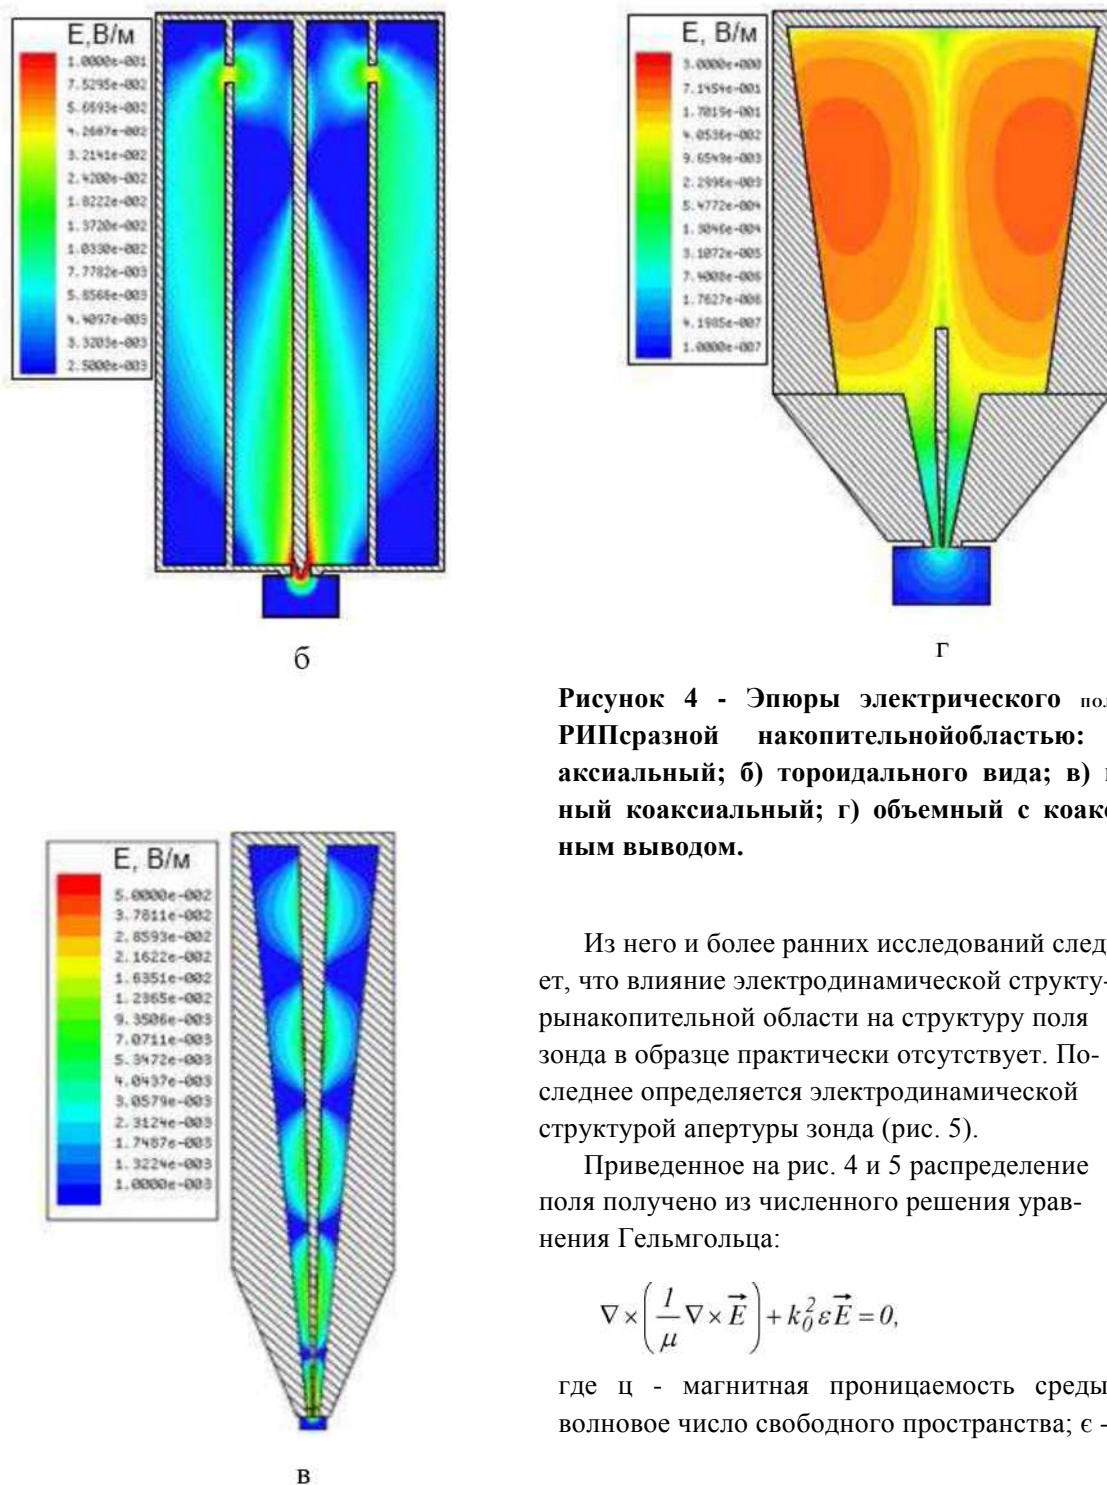 E,В/м
1.0000e-001
7.5295e-002
5.6693e-002
4.2687e-002
3.2141e-002
2.4200e-002
1.8222e-002
1.3720e-002
1.0330e-002
7.7782e-003
5.8566e-003
4.4097e-003
3.3203e-003
2.5000e-003
б
E, В/м
5.0000e-002
3.7811e-002
2.8593e-002
2.1622e-002
1.6351e-002
1.2365e-002
9.3506e-003
7.0711e-003
5.3472e-003
4.0437e-003
3.0579e-003
2.3124e-003
1.7487e-003
1.3224e-003
1.0000e-003
в
E, В/м
3.0000e+000
7.1454e-001
1.7019e-001
4.0536e-002
9.6549e-003
2.2996e-003
5.4772e-004
1.3046e-004
3.1072e-005
7.4008e-006
1.7627e-006
4.1985e-007
1.0000e-007
г
Рисунок 4 - Эпюры электрического
РИПсразной накопительнойобластью:
аксиальный; б) тороидального вида; в)
ный коаксиальный; г) объемный с коакс
ным выводом.
Из него и более ранних исследований след
ет, что влияние электродинамической структу-
рынакопительной области на структуру поля
зонда в образце практически отсутствует. По-
следнее определяется электродинамической
структурой апертуры зонда (рис. 5).
Приведенное на рис. 4 и 5 распределение
поля получено из численного решения урав-
нения Гельмгольца:
∇×(1/μ ∇×E⃗)+k₀²εE⃗=0,
где ц - магнитная проницаемость среды
волновое число свободного пространства; є -